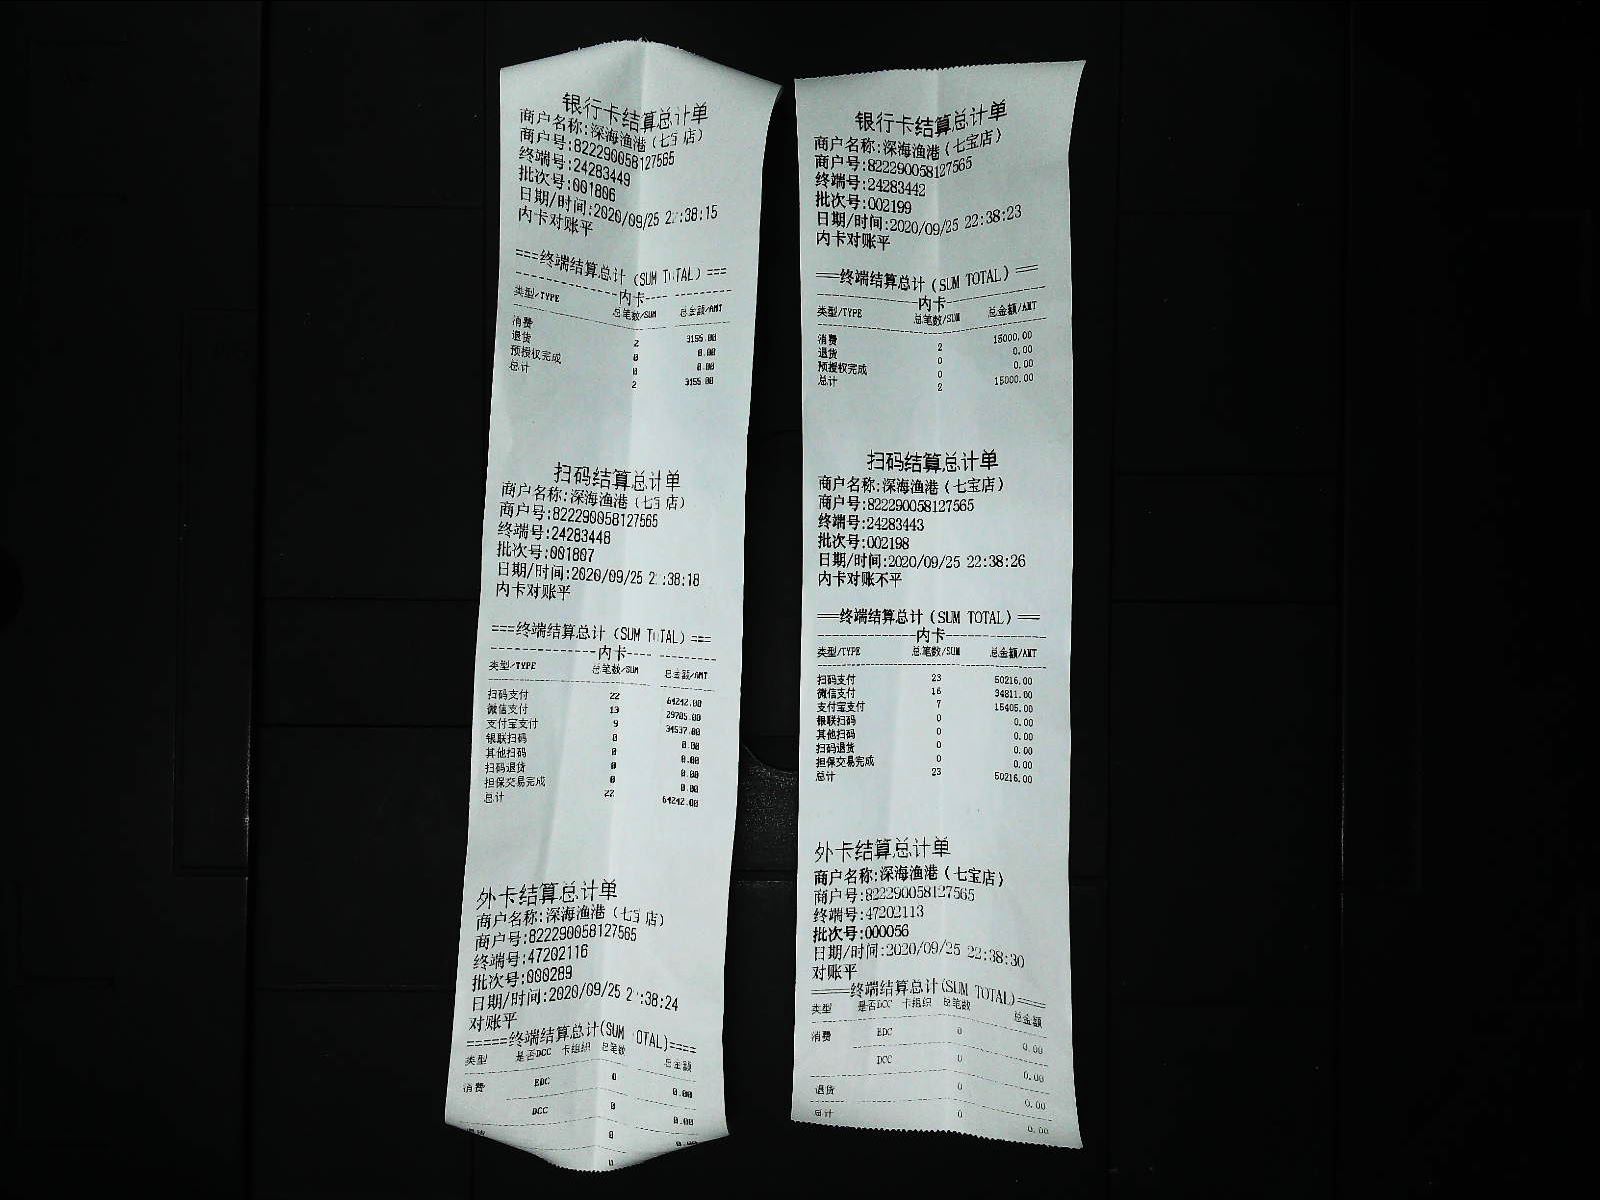 银行卡结算总计单
商户名称:深海渔港(七宝店)
商户号:822290058127565
终端号:24283449
批次号:001806
日期/时间:2020/09/25 22:38:15
内卡对账平
===终端结算总计(SUM TOTAL)===
内卡
类型/TYPE 总笔数/SUM 总金额/AMT
消费 2 3155.00
退货 0 0.00
预授权完成 0 0.00
总计 2 3155.00
扫码结算总计单
商户名称:深海渔港(七宝店)
商户号:822290058127565
终端号:24283448
批次号:001807
日期/时间:2020/09/25 22:38:18
内卡对账平
===终端结算总计(SUM TOTAL)===
内卡
类型/TYPE 总笔数/SUM 总金额/AMT
扫码支付 22 64242.00
微信支付 13 29705.00
支付宝支付 9 34537.00
银联扫码 0 0.00
其他扫码 0 0.00
扫码退货 0 0.00
担保交易完成 0 0.00
总计 22 64242.00
外卡结算总计单
商户名称:深海渔港(七宝店)
商户号:822290058127565
终端号:47202116
批次号:000289
日期/时间:2020/09/25 22:38:24
对账平
=====终端结算总计(SUM TOTAL)====
类型 是否DCC 卡组织 总笔数 总金额
消费 EDC 0 0.00
DCC 0 0.00
0 0.00
0
银行卡结算总计单
商户名称:深海渔港(七宝店)
商户号:822290058127565
终端号:24283442
批次号:002199
日期/时间:2020/09/25 22:38:23
内卡对账平
===终端结算总计(SUM TOTAL)===
内卡
类型/TYPE 总笔数/SUM 总金额/AMT
消费 2 15000.00
退货 0 0.00
预授权完成 0 0.00
总计 2 15000.00
扫码结算总计单
商户名称:深海渔港(七宝店)
商户号:822290058127565
终端号:24283443
批次号:002198
日期/时间:2020/09/25 22:38:26
内卡对账不平
===终端结算总计(SUM TOTAL)===
内卡
类型/TYPE 总笔数/SUM 总金额/AMT
扫码支付 23 50216.00
微信支付 16 34811.00
支付宝支付 7 15405.00
银联扫码 0 0.00
其他扫码 0 0.00
扫码退货 0 0.00
担保交易完成 0 0.00
总计 23 50216.00
外卡结算总计单
商户名称:深海渔港(七宝店)
商户号:822290058127565
终端号:47202113
批次号:000056
日期/时间:2020/09/25 22:38:30
对账平
=====终端结算总计(SUM TOTAL)====
类型 是否DCC 卡组织 总笔数 总金额
消费 EDC 0 0.00
DCC 0 0.00
退货 0 0.00
总计 0 0.00